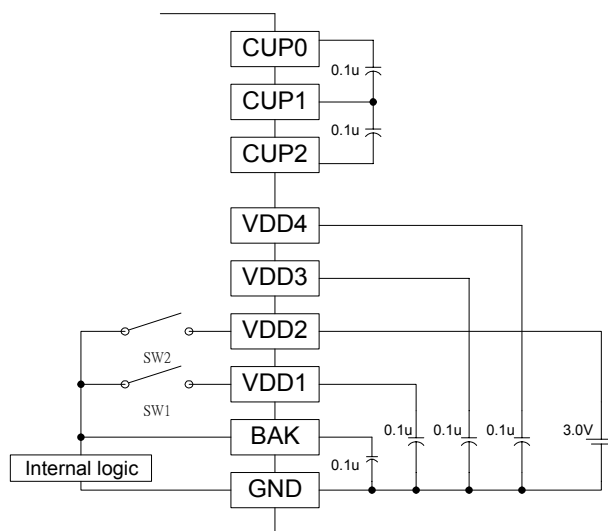 CUP0
0.1u
CUP1
0.1u
CUP2
VDD4
VDD3
VDD2
SW2
VDD1
SW1
BAK
0.1u
0.1u
0.1u
3.0V
0.1u
Internal logic
GND